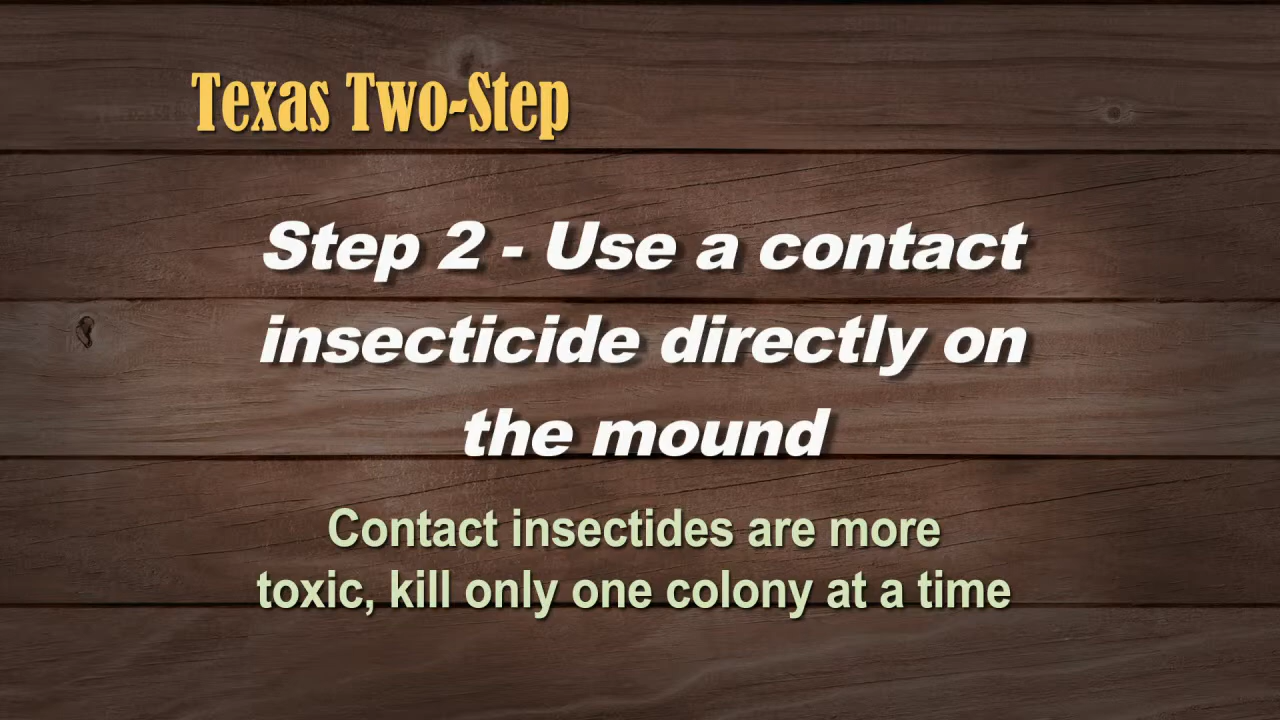 Texas Two-Step
Step 2 - Use a contact
insecticide directly on
the mound
Contact insectides are more
toxic, kill only one colony at a time